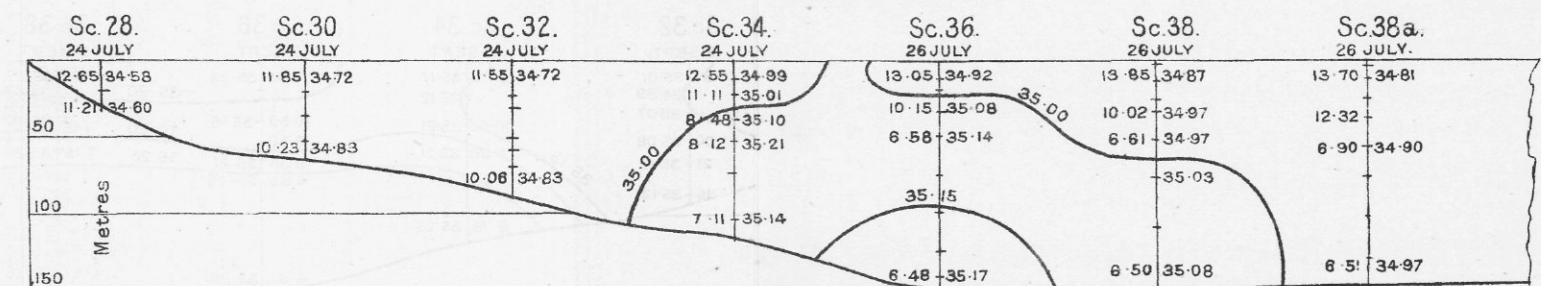 Sc. 28. Sc. 30 Sc. 32. Sc. 34. Sc. 36. Sc. 38. Sc. 38a.
24 JULY 24 JULY 24 JULY 24 JULY 26 JULY 26 JULY 26 JULY.
12·65 34·58 11·85 34·72 11·55 34·72 12·55 34·99 13·05 34·92 13·85 34·87 13·70 34·81
11·21 34·60 11·11 35·01 10·15 35·08 35·00 10·02 34·97 12·32
50 8·48 35·10 6·58 35·14 6·61 34·97 6·90 34·90
10·23 34·83 8·12 35·21
10·06 34·83 35·00 35·03
Metres
100 7·11 35·14 35·15
150 6·48 35·17 6·50 35·08 6·51 34·97